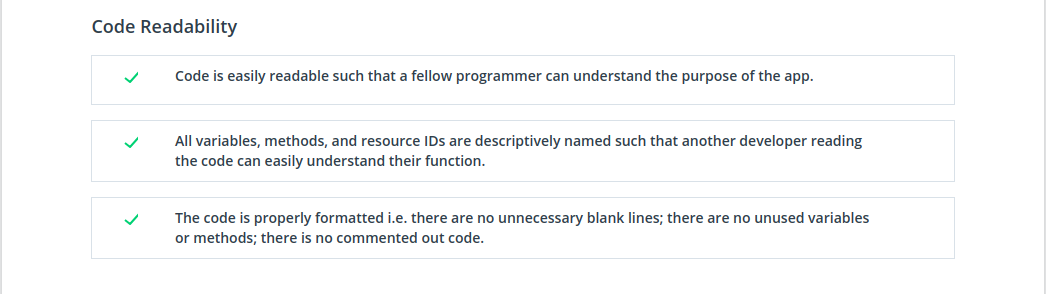 Code Readability
Code is easily readable such that a fellow programmer can understand the purpose of the app.
All variables, methods, and resource IDs are descriptively named such that another developer reading
the code can easily understand their function.
The code is properly formatted i.e. there are no unnecessary blank lines; there are no unused variables
or methods; there is no commented out code.